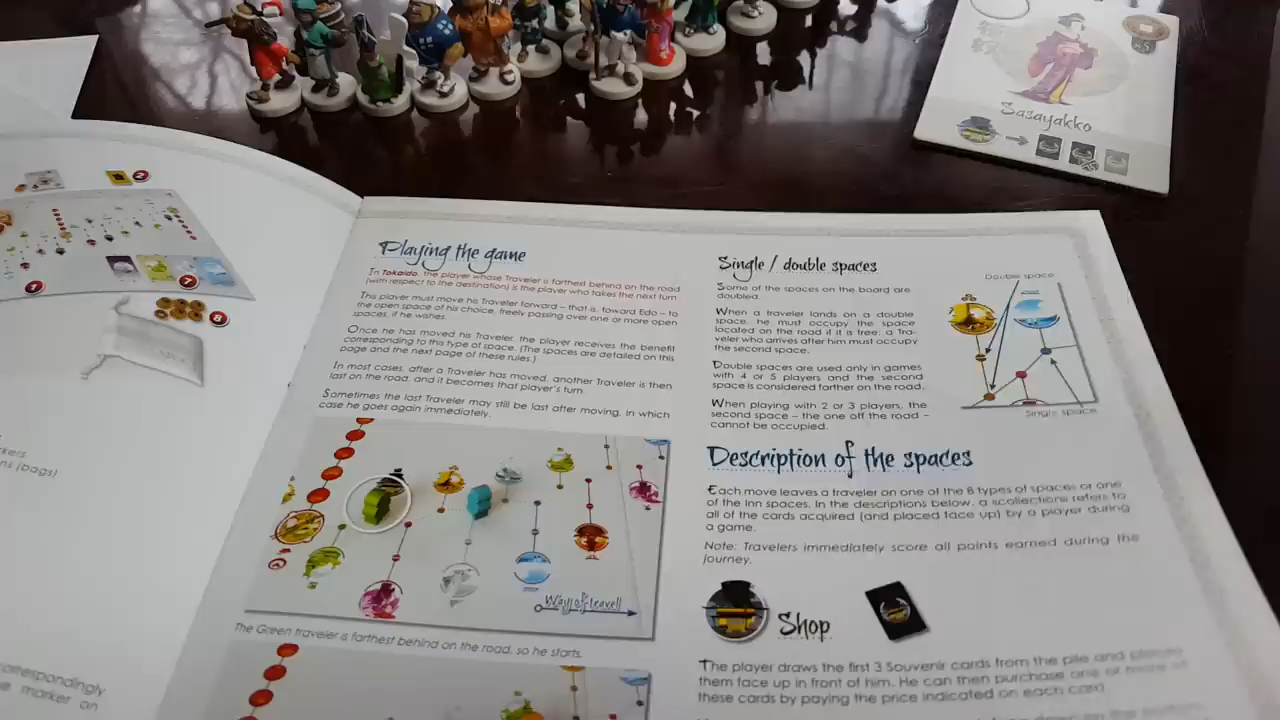 Sasayakko
1
2
7
8
kers
ns (bags)
orrespondingly
e marker on
Playing the game
In Tokaido, the player whose Traveler is farthest behind on the road
(with respect to the destination) is the player who takes the next turn.
This player must move his Traveler forward – that is, toward Edo – to
the open space of his choice, freely passing over one or more open
spaces, if he wishes.
Once he has moved his Traveler, the player receives the benefit
corresponding to this type of space. (The spaces are detailed on this
page and the next page of these rules.)
In most cases, after a Traveler has moved, another Traveler is then
last on the road, and it becomes that player's turn.
Sometimes the last Traveler may still be last after moving, in which
case he goes again immediately.
Way of travel!
The Green traveler is farthest behind on the road, so he starts.
Single / double spaces
Some of the spaces on the board are
doubled.
When a traveler lands on a double
space, he must occupy the space
located on the road if it is free; a Tra-
veler who arrives after him must occupy
the second space.
Double spaces are used only in games
with 4 or 5 players and the second
space is considered farther on the road.
When playing with 2 or 3 players, the
second space – the one off the road –
cannot be occupied.
Double space
Single space
Description of the spaces
Each move leaves a traveler on one of the 8 types of spaces or one
of the Inn spaces. In the descriptions below, a «collection» refers to
all of the cards acquired (and placed face up) by a player during
a game.
Note: Travelers immediately score all points earned during the
journey.
Shop
The player draws the first 3 Souvenir cards from the pile and places
them face up in front of him. He can then purchase one or more of
these cards by paying the price indicated on each card.